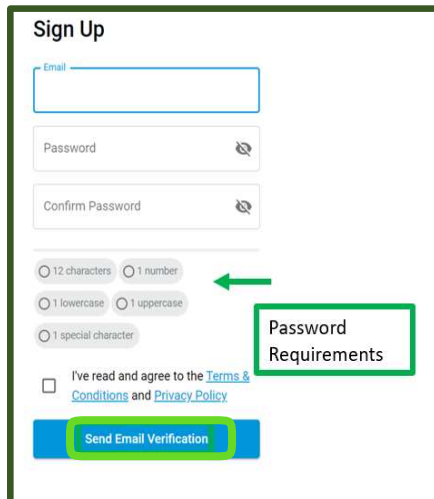 Sign Up
Email
Password
Confirm Password
12 characters 1 number
1 lowercase 1 uppercase
1 special character
Password
Requirements
I've read and agree to the Terms &
Conditions and Privacy Policy
Send Email Verification